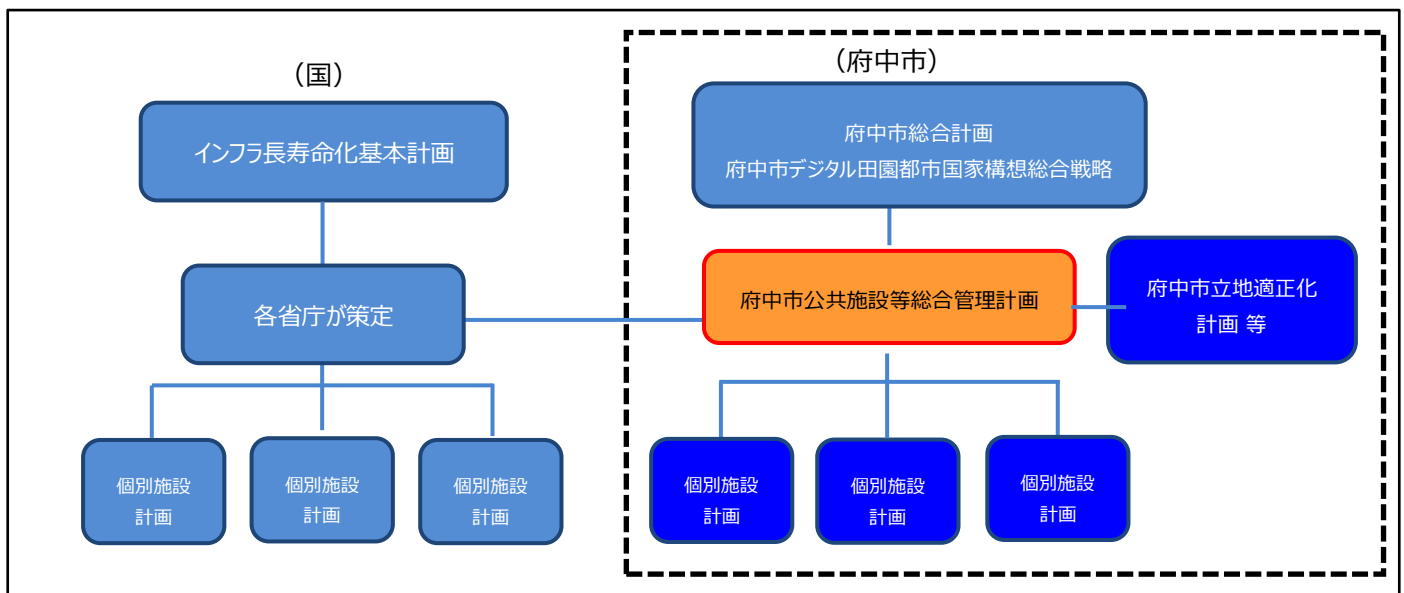 （国）
インフラ長寿命化基本計画
各省庁が策定
個別施設
計画
個別施設
計画
個別施設
計画
（府中市）
府中市総合計画
府中市デジタル田園都市国家構想総合戦略
府中市公共施設等総合管理計画
府中市立地適正化
計画 等
個別施設
計画
個別施設
計画
個別施設
計画